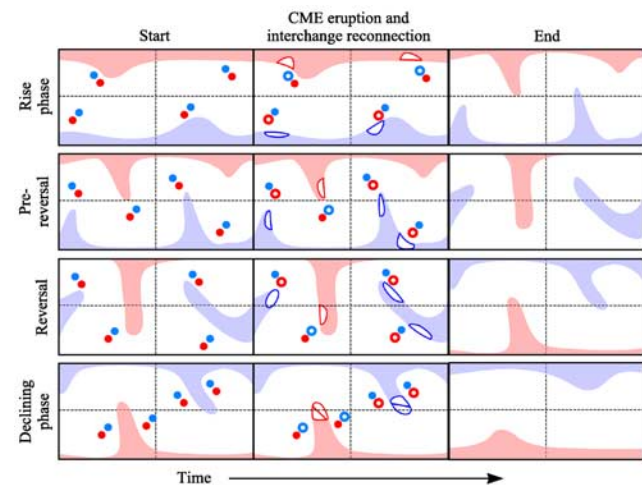 CME eruption and
Start interchange reconnection End
Rise
phase
Pre-
reversal
Reversal
Declining
phase
Time